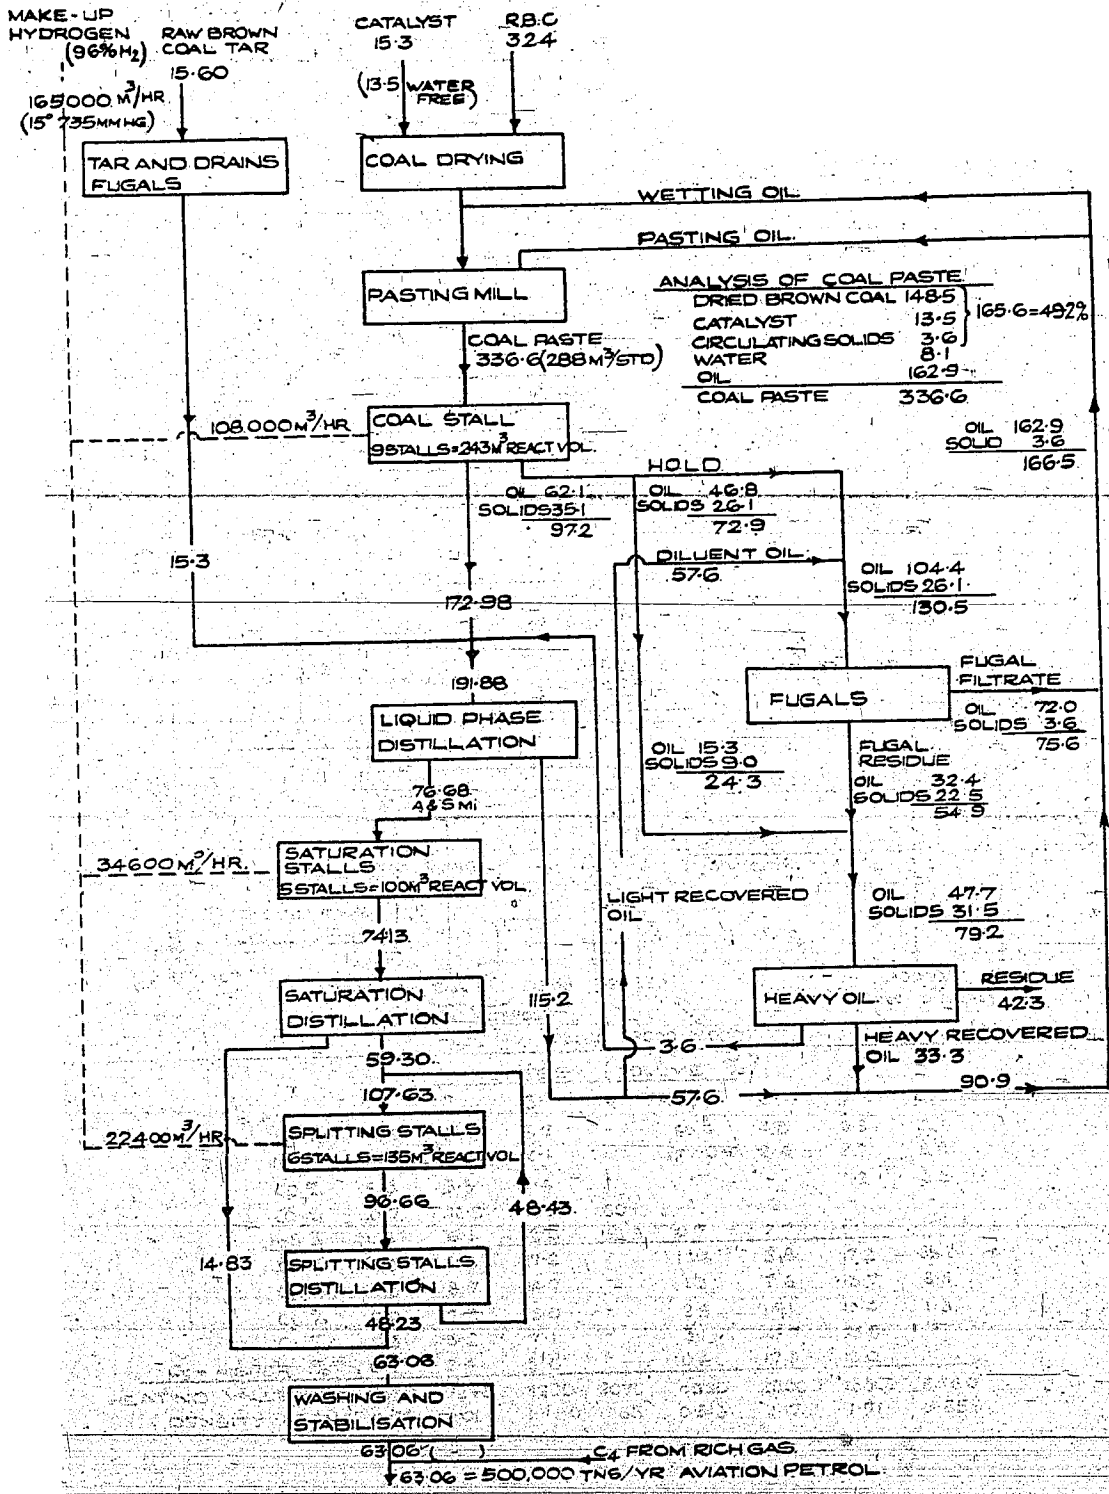 MAKE-UP
HYDROGEN
(96% H₂)
RAW BROWN
COAL TAR
15.60
165000 M³/HR
(15° 735MM HG)
CATALYST
15.3
(13.5 WATER
FREE)
R.B.C
324
TAR AND DRAINS
FUGALS
COAL DRYING
WETTING OIL
PASTING OIL.
PASTING MILL
ANALYSIS OF COAL PASTE
DRIED BROWN COAL 148.5
CATALYST 13.5
CIRCULATING SOLIDS 3.6
165.6=49.2%
WATER 8.1
OIL 162.9
COAL PASTE 336.6
COAL PASTE
336.6 (288 M³/STD)
108.000 M³/HR
COAL STALL
9 STALLS=243M³ REACT VOL.
OIL 162.9
SOLID 3.6
166.5
H.O.L.D.
OIL 62.1
SOLIDS 35.1
97.2
OIL 46.8
SOLIDS 26.1
72.9
15.3
DILUENT OIL.
57.6
OIL 104.4
SOLIDS 26.1
130.5
172.98
191.88
FUGALS
FUGAL
FILTRATE
OIL 72.0
SOLIDS 3.6
75.6
LIQUID PHASE
DISTILLATION
OIL 15.3
SOLIDS 9.0
24.3
FUGAL
RESIDUE
OIL 32.4
SOLIDS 22.5
54.9
76.68
A & S Mi
34600 M³/HR.
SATURATION
STALLS
5 STALLS=100M³ REACT VOL
LIGHT RECOVERED
OIL
OIL 47.7
SOLIDS 31.5
79.2
74.13
SATURATION
DISTILLATION
115.2
HEAVY OIL
RESIDUE
42.3
3.6
HEAVY RECOVERED
OIL 33.3
59.30
57.6
90.9
107.63
22400 M³/HR
SPLITTING STALLS
6 STALLS=135M³ REACT VOL
96.66
48.43
14.83
SPLITTING STALLS
DISTILLATION
48.23
63.06
WASHING AND
STABILISATION
63.06 ( — )
C₄ FROM RICH GAS
63.06 = 500,000 TNS/YR AVIATION PETROL